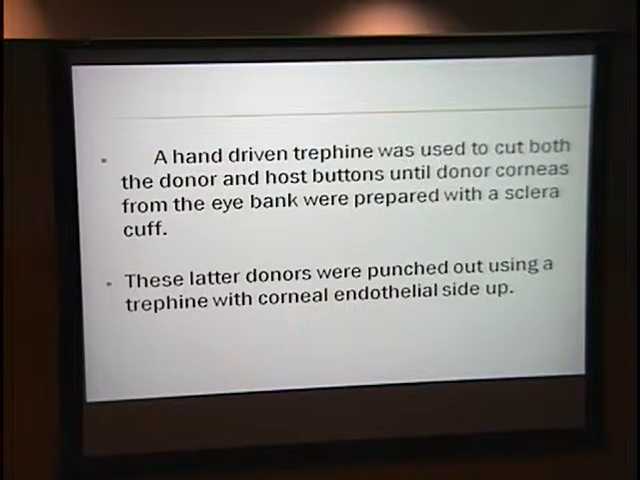 A hand driven trephine was used to cut both
the donor and host buttons until donor corneas
from the eye bank were prepared with a sclera
cuff.
These latter donors were punched out using a
trephine with corneal endothelial side up.